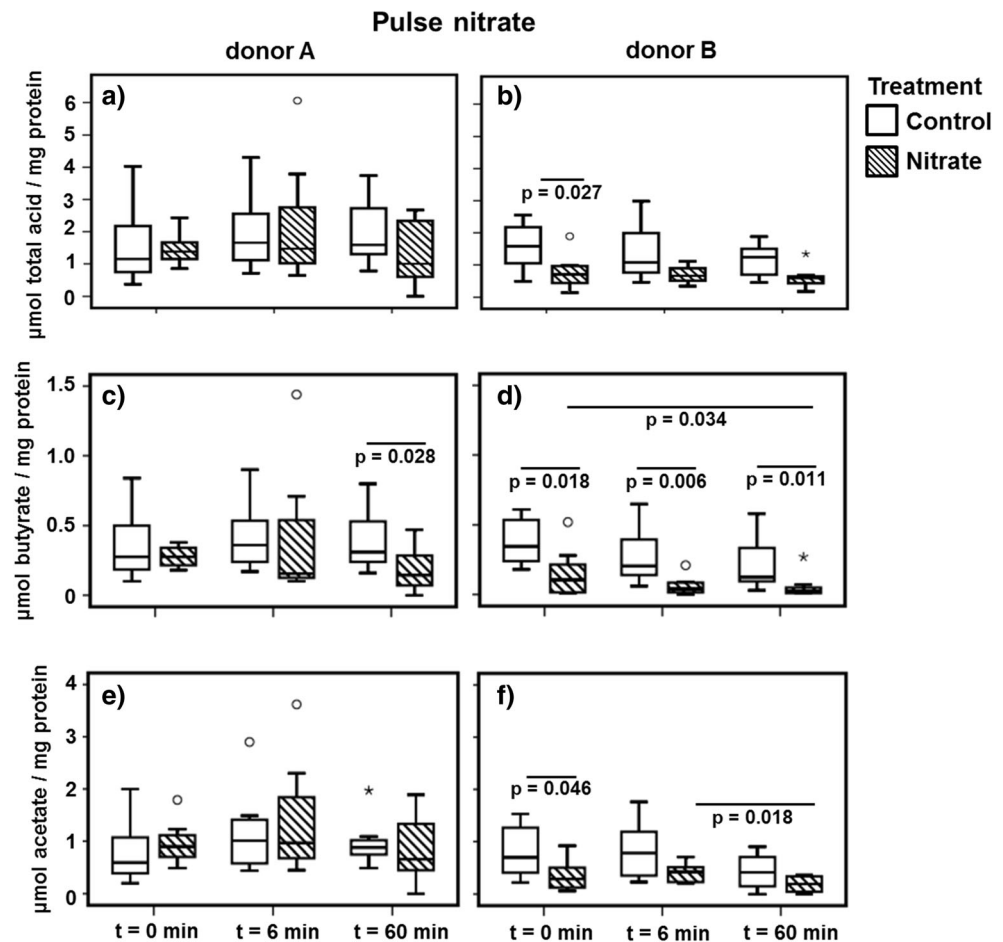 Pulse nitrate
donor A
donor B
Treatment
Control
Nitrate
a)
μmol total acid / mg protein
6
5
4
3
2
1
0
b)
p = 0.027
c)
μmol butyrate / mg protein
1.5
1.0
0.5
0
p = 0.028
d)
p = 0.034
p = 0.018
p = 0.006
p = 0.011
e)
μmol acetate / mg protein
4
3
2
1
0
f)
p = 0.046
p = 0.018
t = 0 min
t = 6 min
t = 60 min
t = 0 min
t = 6 min
t = 60 min